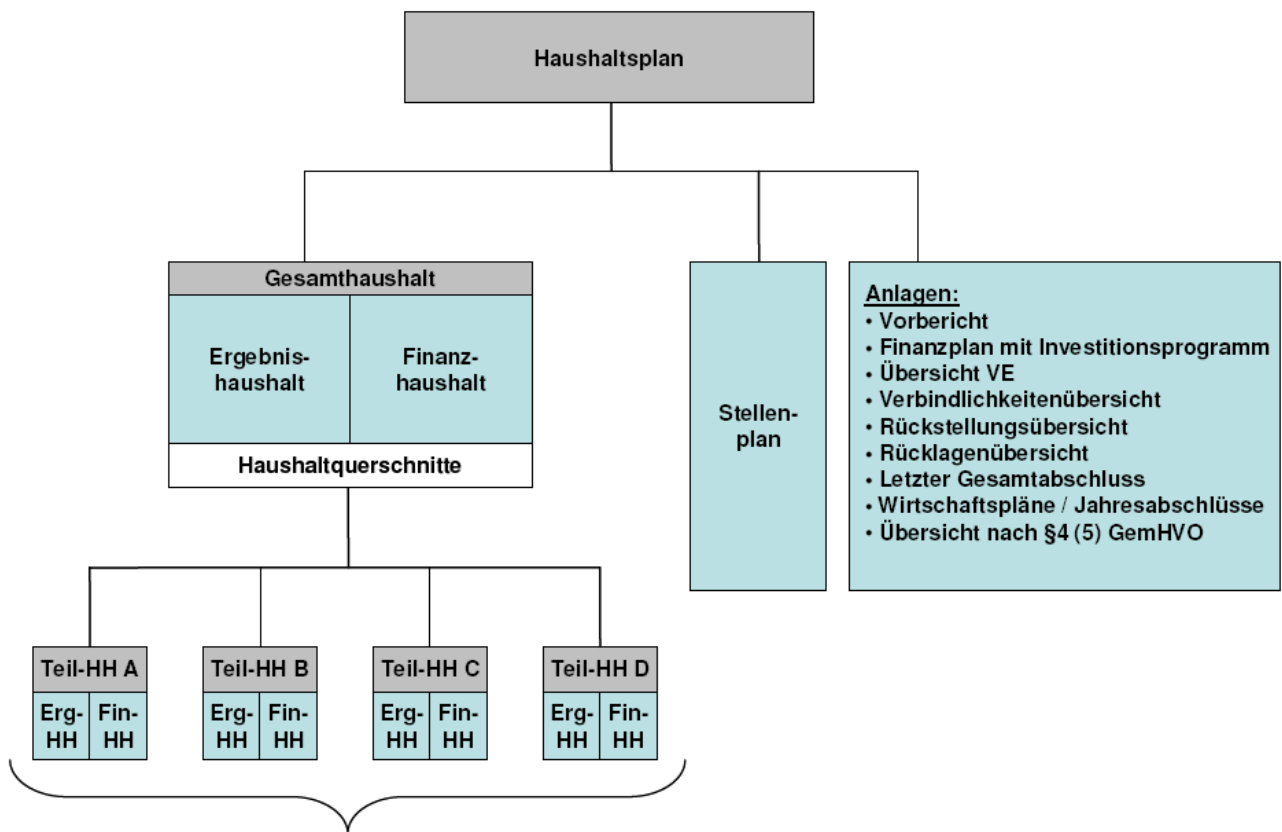 Haushaltsplan
Gesamthaushalt
Ergebnis-
haushalt
Finanz-
haushalt
Haushaltquerschnitte
Stellen-
plan
Anlagen:
• Vorbericht
• Finanzplan mit Investitionsprogramm
• Übersicht VE
• Verbindlichkeitenübersicht
• Rückstellungsübersicht
• Rücklagenübersicht
• Letzter Gesamtabschluss
• Wirtschaftspläne / Jahresabschlüsse
• Übersicht nach §4 (5) GemHVO
Teil-HH A
Erg-
HH
Fin-
HH
Teil-HH B
Erg-
HH
Fin-
HH
Teil-HH C
Erg-
HH
Fin-
HH
Teil-HH D
Erg-
HH
Fin-
HH